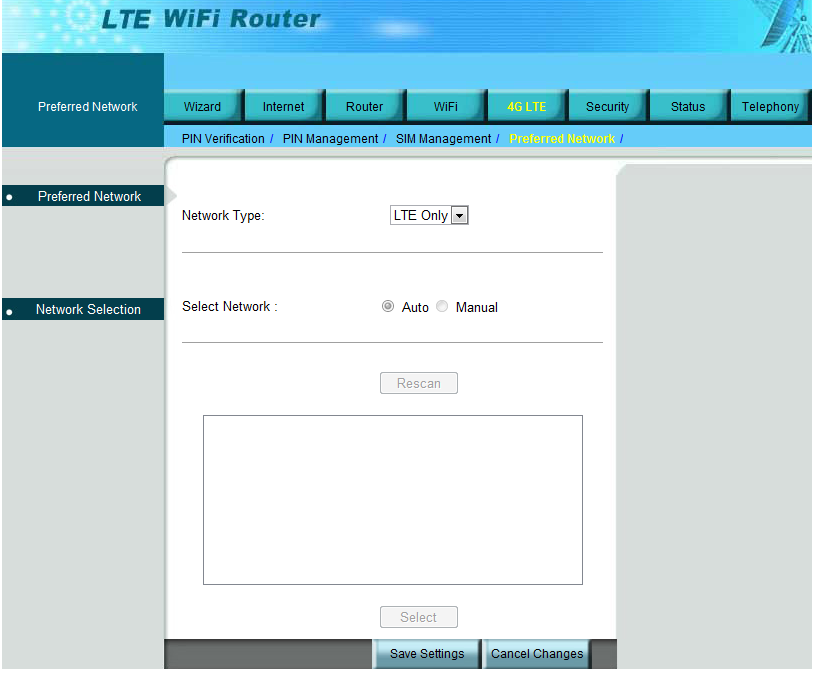 LTE WiFi Router
Preferred Network
Wizard Internet Router WiFi 4G LTE Security Status Telephony
PIN Verification / PIN Management / SIM Management / Preferred Network /
Preferred Network
Network Type: LTE Only
Network Selection
Select Network : Auto Manual
Rescan
Select
Save Settings Cancel Changes